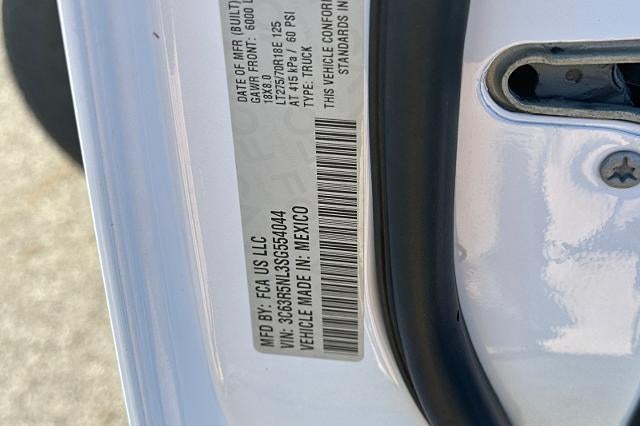 MFD BY: FCA US LLC
VIN: 3C63R5NL3SG554044
VEHICLE MADE IN: MEXICO
DATE OF MFR (BUILT)
GAWR FRONT: 6000 L
18X8.0
LT275/70R18E 125
AT 415 kPa / 60 PSI
TYPE: TRUCK
THIS VEHICLE CONFORM
STANDARDS IN